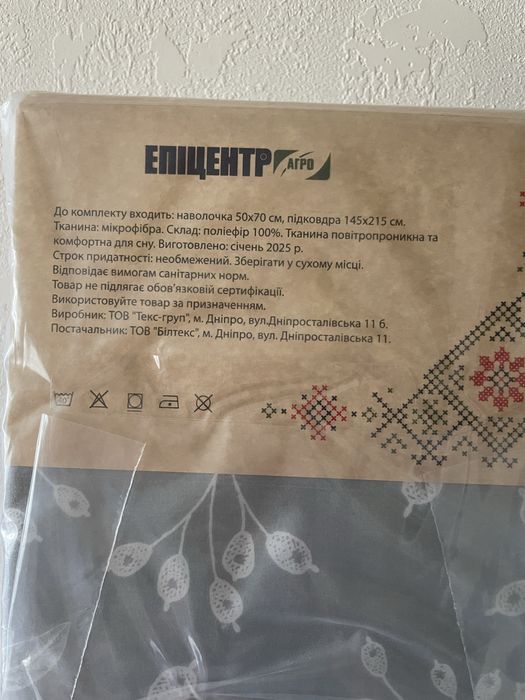 ЕПІЦЕНТР АГРО
До комплекту входить: наволочка 50х70 см, підковдра 145х215 см.
Тканина: мікрофібра. Склад: поліефір 100%. Тканина повітропроникна та
комфортна для сну. Виготовлено: січень 2025 р.
Строк придатності: необмежений. Зберігати у сухому місці.
Відповідає вимогам санітарних норм.
Товар не підлягає обов'язковій сертифікації.
Використовуйте товар за призначенням.
Виробник: ТОВ "Текс-груп", м. Дніпро, вул.Дніпросталівська 11 б.
Постачальник: ТОВ "Білтекс", м. Дніпро, вул. Дніпросталівська 11.